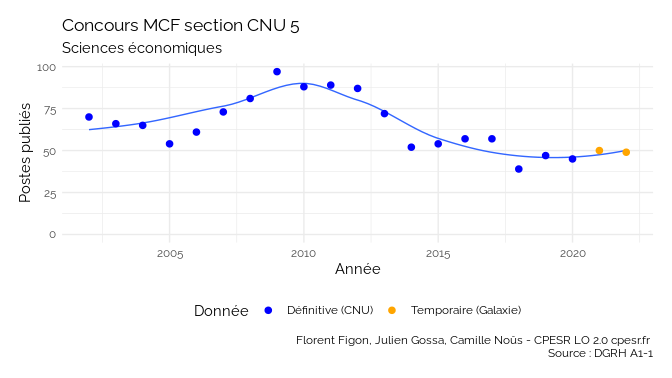 Concours MCF section CNU 5
Sciences économiques
Postes publiés
100
75
50
25
0
2005 2010 2015 2020
Année
Donnée Définitive (CNU) Temporaire (Galaxie)
Florent Figon, Julien Gossa, Camille Noûs - CPESR LO 2.0 cpesr.fr
Source : DGRH A1-1